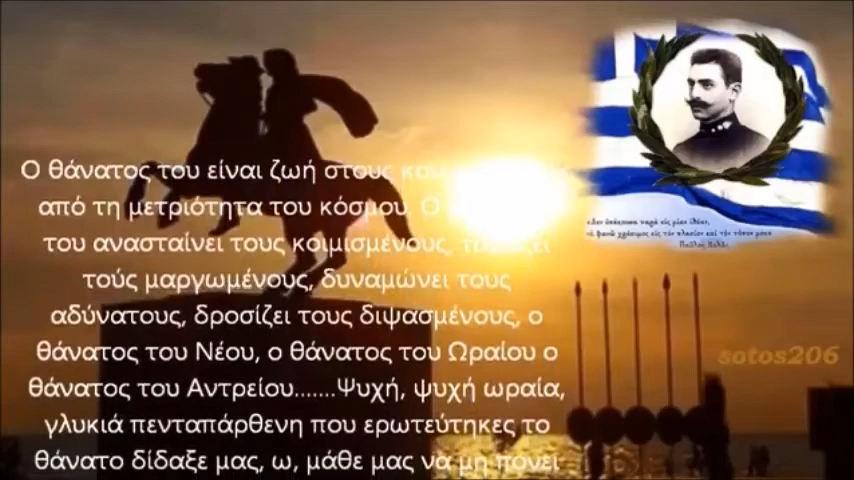 Ο θάνατος του είναι ζωή στους
από τη μετριότητα του κόσμου. Ο
του ανασταίνει τους κοιμισμένους,
τούς μαργωμένους, δυναμώνει τους
αδύνατους, δροσίζει τους διψασμένους, ο
θάνατος του Νέου, ο θάνατος του Ωραίου ο
θάνατος του Αντρείου.......Ψυχή, ψυχή ωραία,
γλυκιά πενταπάρθενη που ερωτεύτηκες το
θάνατο δίδαξε μας, ω, μάθε μας να μη πονεί
sotos206